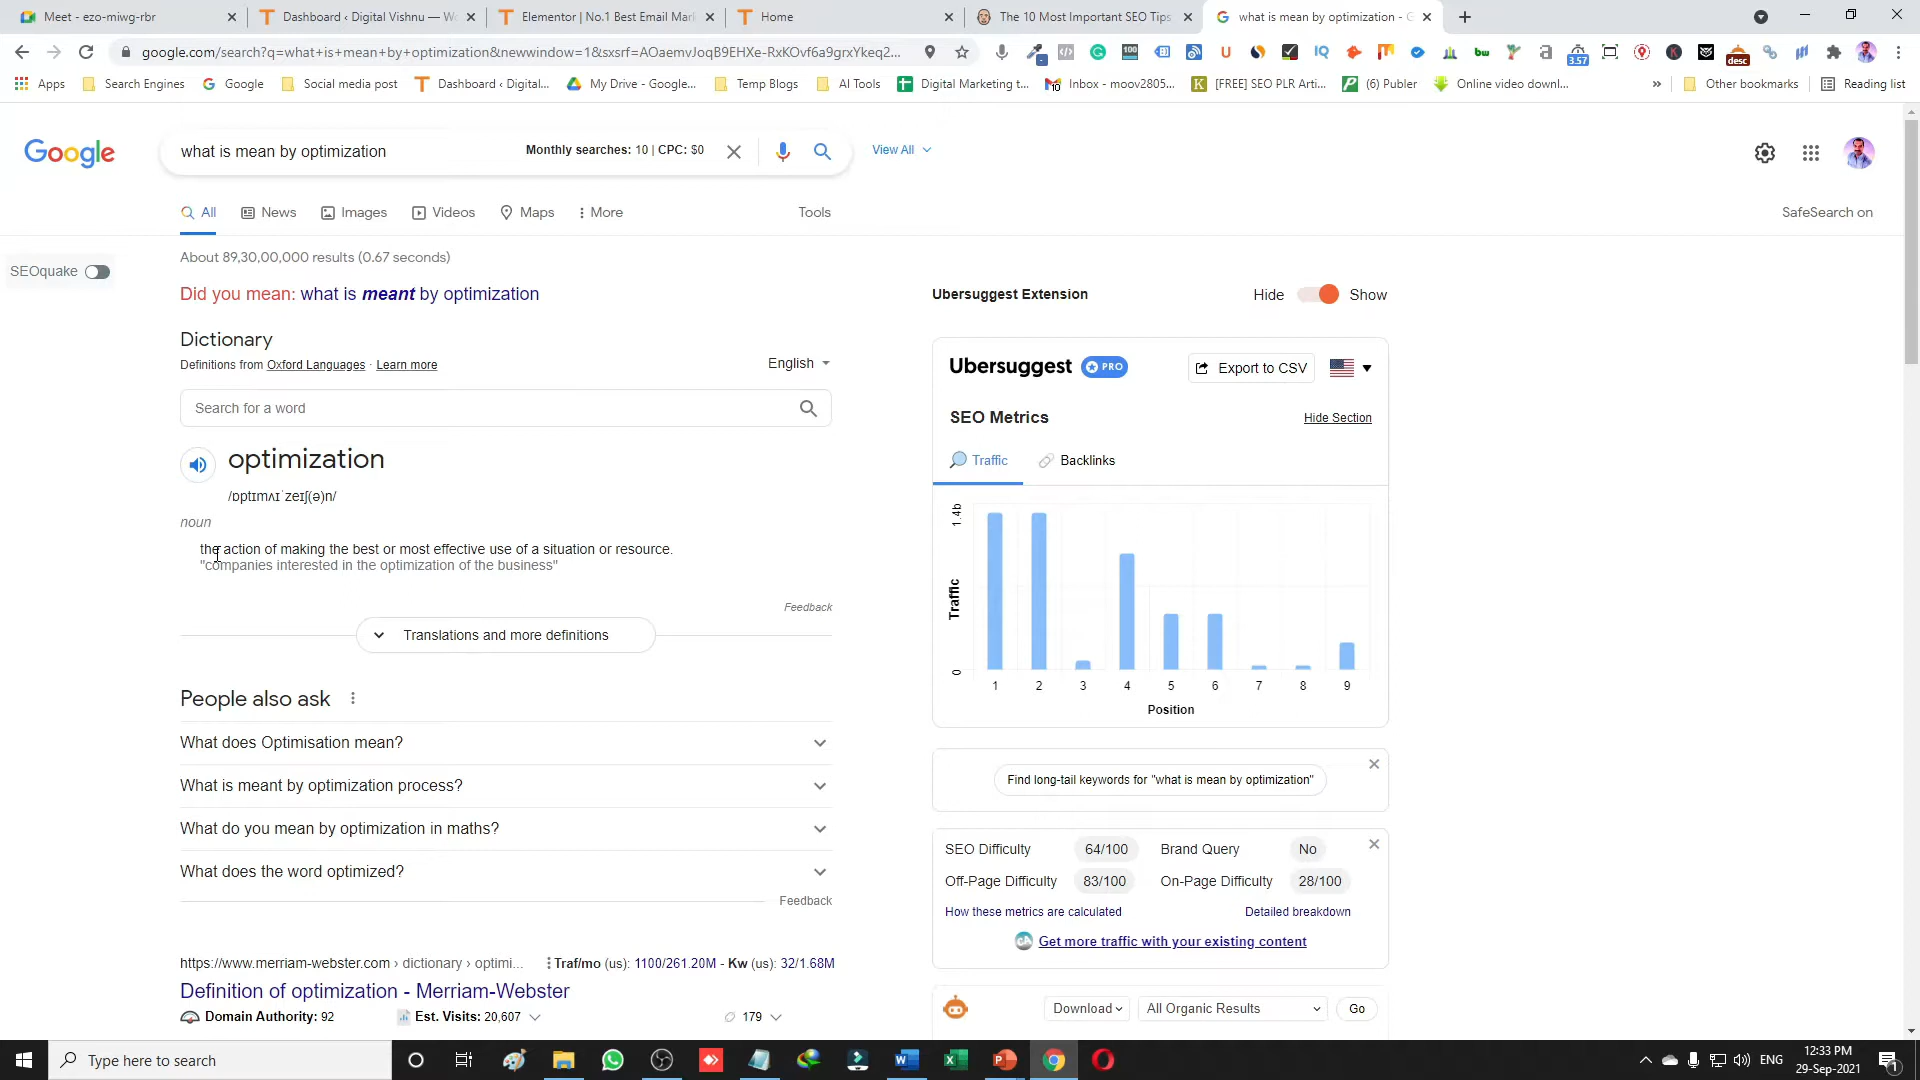 Meet - ezo-miwg-rbr
Dashboard ‹ Digital Vishnu — Wo
Elementor | No.1 Best Email Mark
Home
The 10 Most Important SEO Tips
what is mean by optimization - G
google.com/search?q=what+is+mean+by+optimization&newwindow=1&sxsrf=AOaemvJoqB9EHXe-RxKOvf6a9grxYkeq2...
Apps
Search Engines
Google
Social media post
Dashboard ‹ Digital...
My Drive - Google...
Temp Blogs
AI Tools
Digital Marketing t...
Inbox - moov2805...
[FREE] SEO PLR Arti...
(6) Publer
Online video downl...
»
Other bookmarks
Reading list
Google
what is mean by optimization
Monthly searches: 10 | CPC: $0
View All
All
News
Images
Videos
Maps
More
Tools
SafeSearch on
SEOquake
About 89,30,00,000 results (0.67 seconds)
Did you mean: what is meant by optimization
Dictionary
Definitions from Oxford Languages · Learn more
English
Search for a word
optimization
/ɒptɪmʌɪˈzeɪʃ(ə)n/
noun
the action of making the best or most effective use of a situation or resource.
"companies interested in the optimization of the business"
Feedback
Translations and more definitions
People also ask
What does Optimisation mean?
What is meant by optimization process?
What do you mean by optimization in maths?
What does the word optimized?
Feedback
https://www.merriam-webster.com › dictionary › optimi...
Traf/mo (us): 1100/261.20M - Kw (us): 32/1.68M
Definition of optimization - Merriam-Webster
Domain Authority: 92
Est. Visits: 20,607
179
Ubersuggest Extension
Hide
Show
Ubersuggest
PRO
Export to CSV
SEO Metrics
Hide Section
Traffic
Backlinks
1.4b
Traffic
0
1 2 3 4 5 6 7 8 9
Position
Find long-tail keywords for "what is mean by optimization"
SEO Difficulty 64/100 Brand Query No
Off-Page Difficulty 83/100 On-Page Difficulty 28/100
How these metrics are calculated
Detailed breakdown
Get more traffic with your existing content
Download
All Organic Results
Go
Type here to search
ENG
12:33 PM
29-Sep-2021